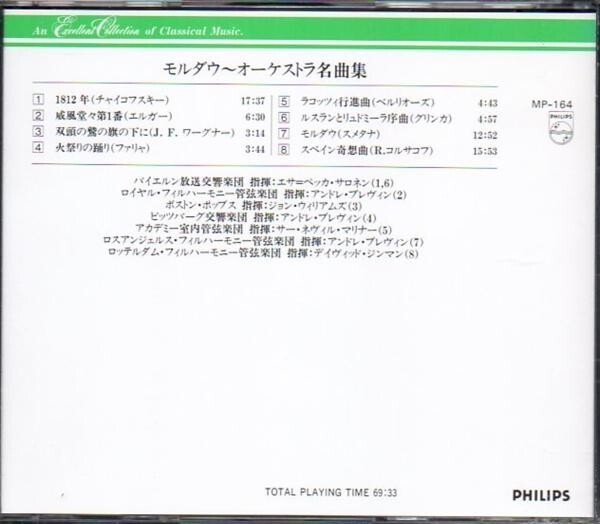 An Excellent Collection of Classical Music.
モルダウ〜オーケストラ名曲集
MP-164
PHILIPS
1 1812年(チャイコフスキー) 17:37
2 威風堂々第1番(エルガー) 6:30
3 双頭の鷲の旗の下に(J. F. ワーグナー) 3:14
4 火祭りの踊り(ファリャ) 3:44
5 ラコッツィ行進曲(ベルリオーズ) 4:43
6 ルスランとリュドミーラ序曲(グリンカ) 4:57
7 モルダウ(スメタナ) 12:52
8 スペイン奇想曲(R.コルサコフ) 15:53
バイエルン放送交響楽団 指揮:エサ=ペッカ・サロネン(1,6)
ロイヤル・フィルハーモニー管弦楽団 指揮:アンドレ・プレヴィン(2)
ボストン・ポップス 指揮:ジョン・ウィリアムズ(3)
ピッツバーグ交響楽団 指揮:アンドレ・プレヴィン(4)
アカデミー室内管弦楽団 指揮:サー・ネヴィル・マリナー(5)
ロスアンジェルス・フィルハーモニー管弦楽団 指揮:アンドレ・プレヴィン(7)
ロッテルダム・フィルハーモニー管弦楽団 指揮:デイヴィッド・ジンマン(8)
TOTAL PLAYING TIME 69:33
PHILIPS